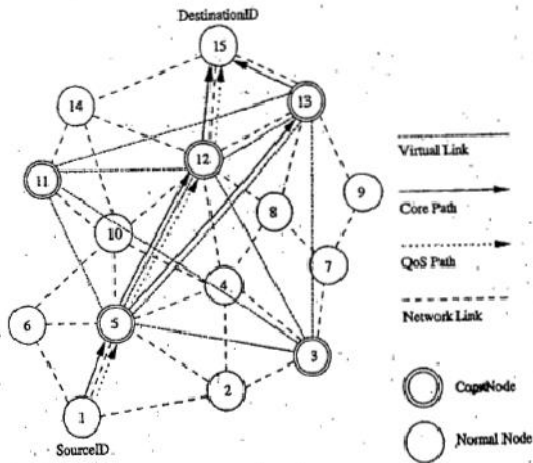 DestinationID
15
13
14
12
11
9
8
10
7
4
6
5
3
2
1
SourceID
Virtual Link
Core Path
QoS Path
Network Link
Normal Node